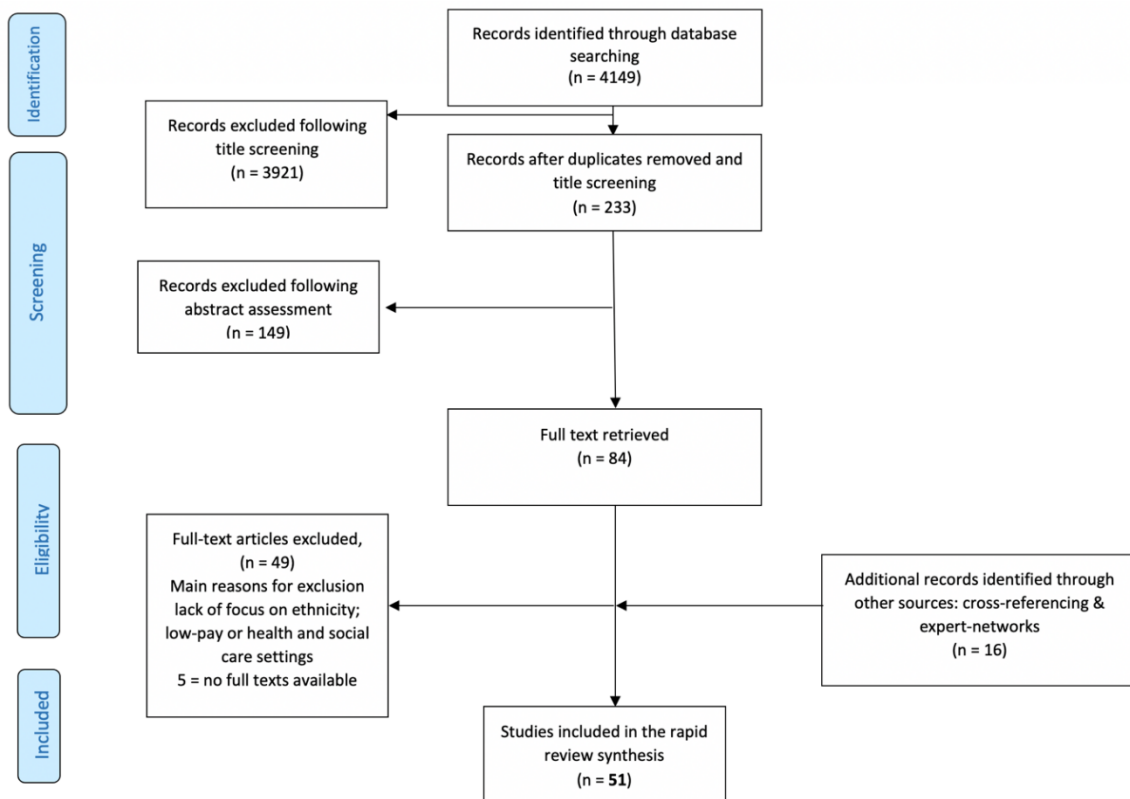 Identification
Records identified through database
searching
(n = 4149)
Records excluded following
title screening
(n = 3921)
Records after duplicates removed and
title screening
(n = 233)
Screening
Records excluded following
abstract assessment
(n = 149)
Full text retrieved
(n = 84)
Eligibility
Full-text articles excluded,
(n = 49)
Main reasons for exclusion
lack of focus on ethnicity;
low-pay or health and social
care settings
5 = no full texts available
Additional records identified through
other sources: cross-referencing &
expert-networks
(n = 16)
Included
Studies included in the rapid
review synthesis
(n = 51)